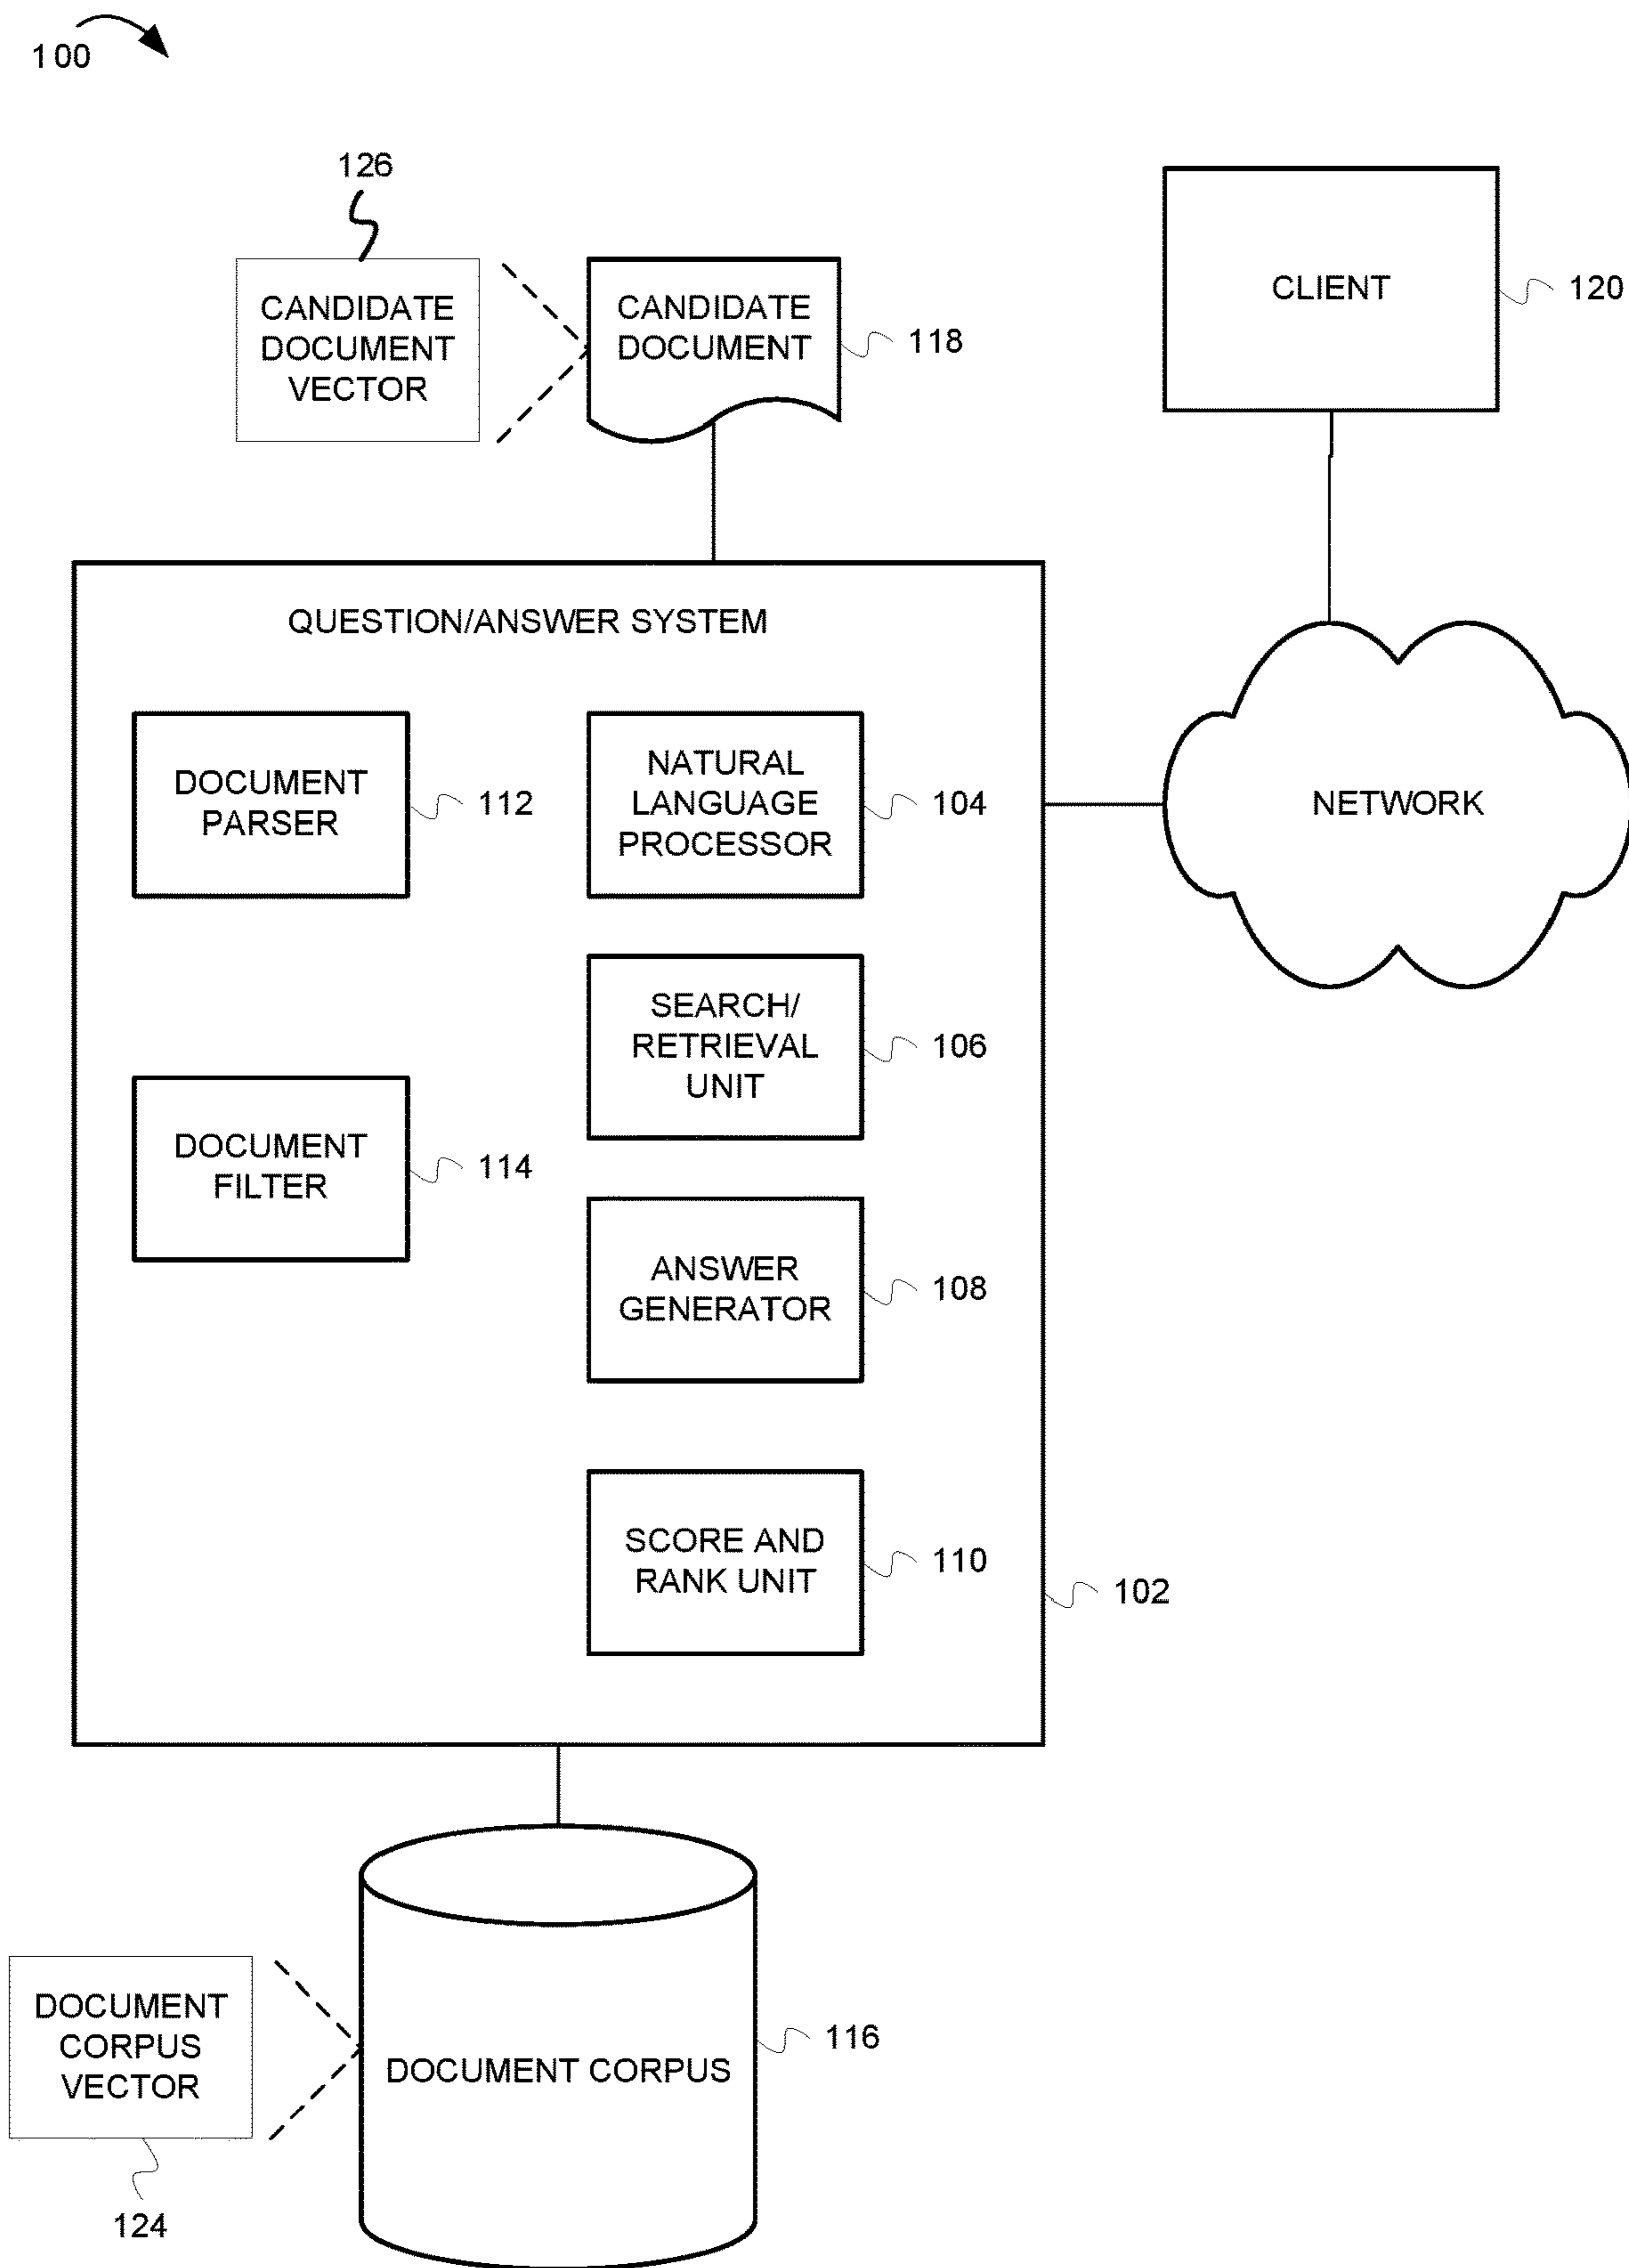 100
126
CANDIDATE
DOCUMENT
VECTOR
CANDIDATE
DOCUMENT
118
CLIENT
120
QUESTION/ANSWER SYSTEM
DOCUMENT
PARSER
112
NATURAL
LANGUAGE
PROCESSOR
104
NETWORK
SEARCH/
RETRIEVAL
UNIT
106
DOCUMENT
FILTER
114
ANSWER
GENERATOR
108
SCORE AND
RANK UNIT
110
102
DOCUMENT
CORPUS
VECTOR
124
DOCUMENT CORPUS
116